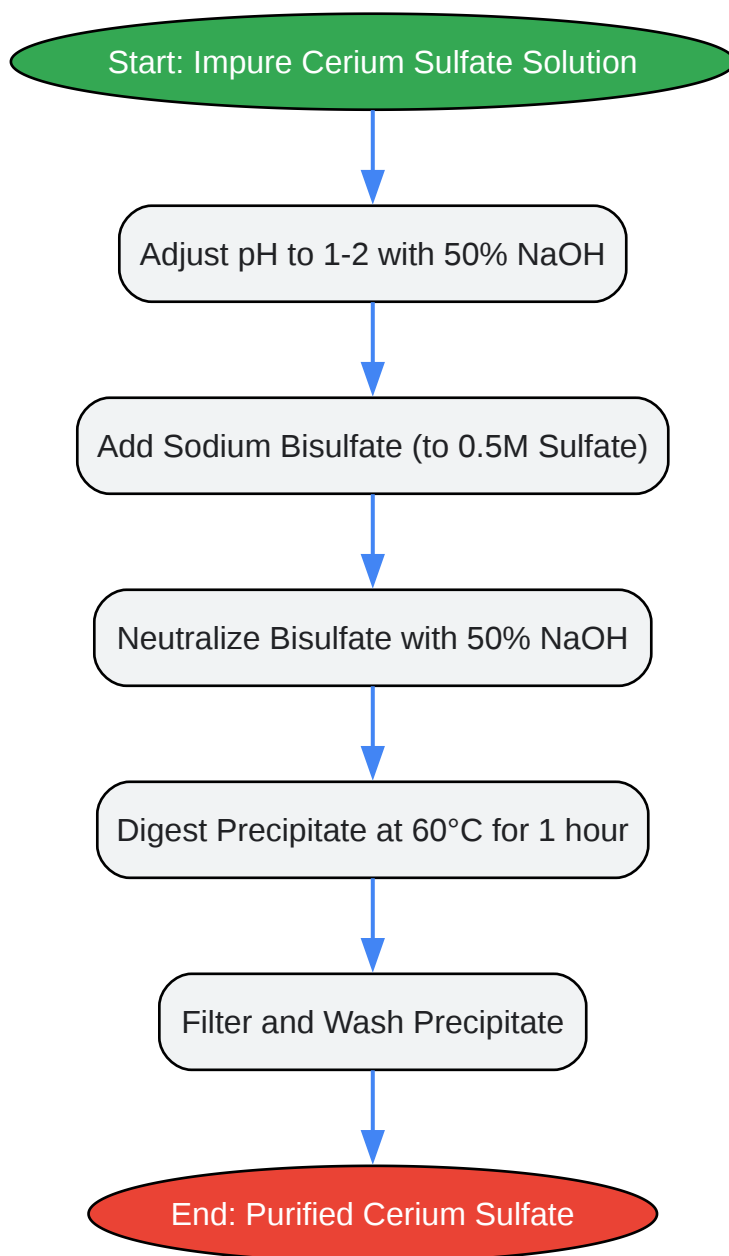 Start: Impure Cerium Sulfate Solution
Adjust pH to 1-2 with 50% NaOH
Add Sodium Bisulfate (to 0.5M Sulfate)
Neutralize Bisulfate with 50% NaOH
Digest Precipitate at 60°C for 1 hour
Filter and Wash Precipitate
End: Purified Cerium Sulfate